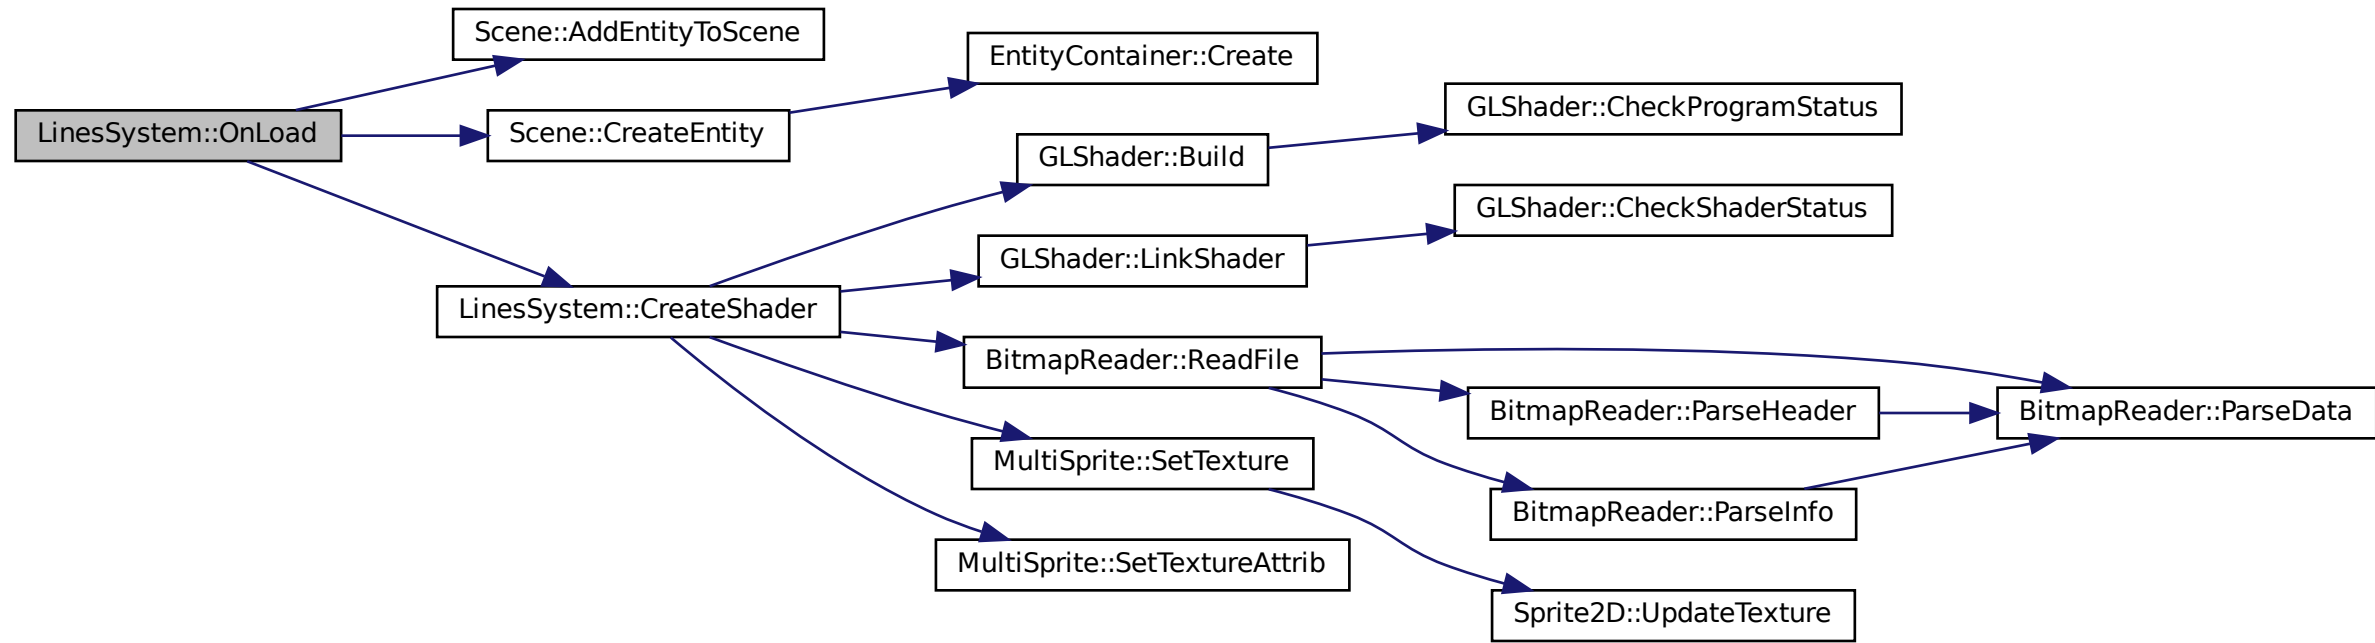 Scene::AddEntityToScene
EntityContainer::Create
GLShader::CheckProgramStatus
LinesSystem::OnLoad
Scene::CreateEntity
GLShader::Build
GLShader::CheckShaderStatus
GLShader::LinkShader
LinesSystem::CreateShader
BitmapReader::ReadFile
BitmapReader::ParseHeader
BitmapReader::ParseData
MultiSprite::SetTexture
BitmapReader::ParseInfo
MultiSprite::SetTextureAttrib
Sprite2D::UpdateTexture